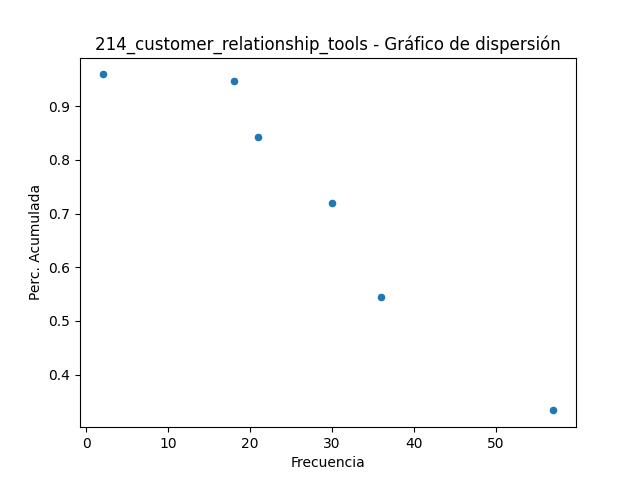 214_customer_relationship_tools - Gráfico de dispersión
0.9
0.8
0.7
0.6
0.5
0.4
Perc. Acumulada
0 10 20 30 40 50
Frecuencia